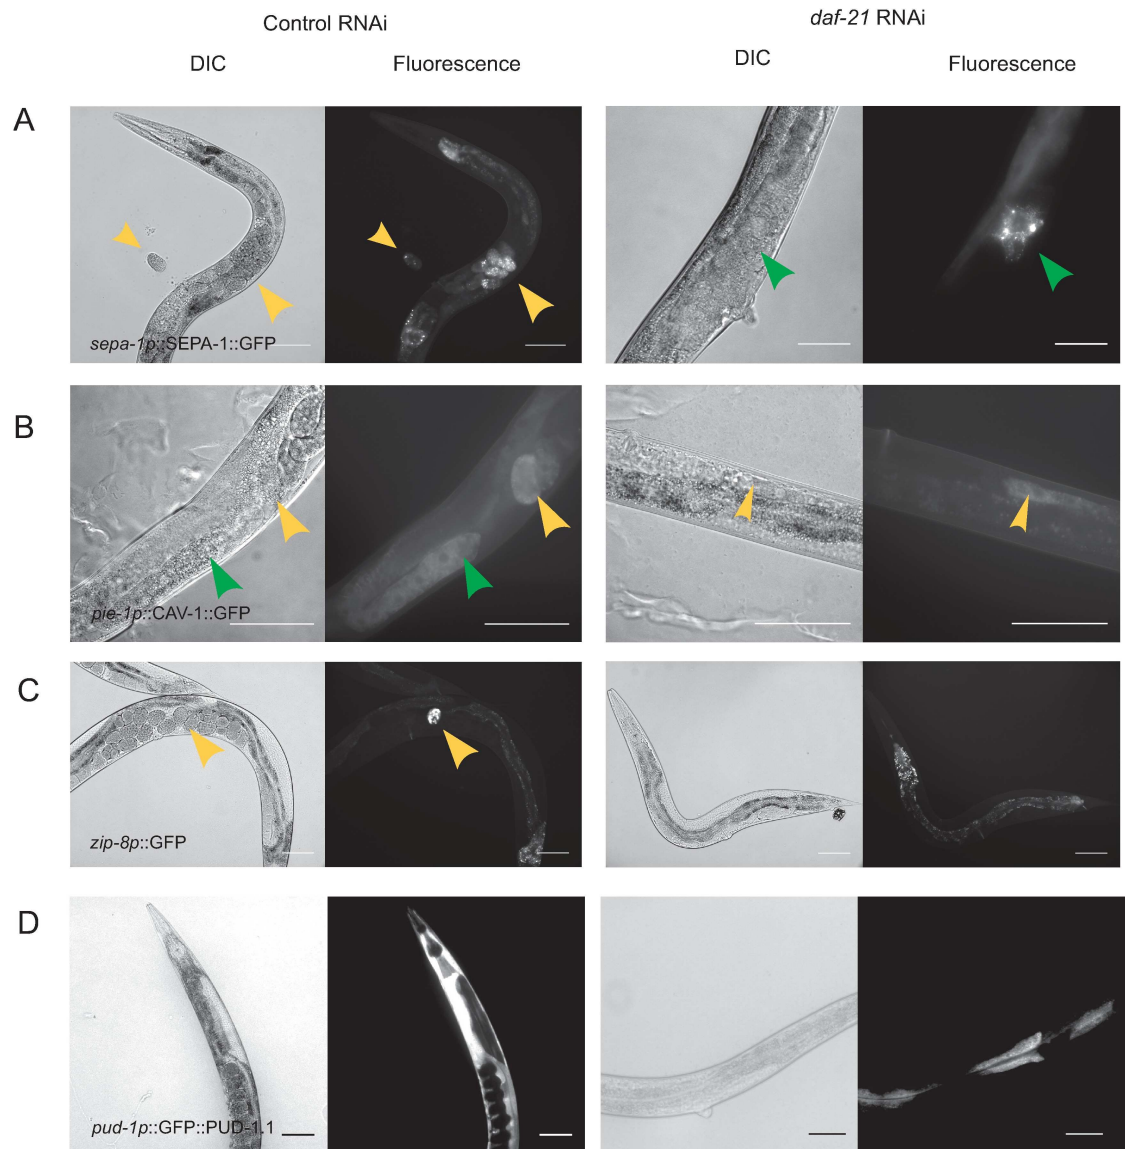 Control RNAi
daf-21 RNAi
DIC
Fluorescence
DIC
Fluorescence
A
sepa-1p::SEPA-1::GFP
B
pie-1p::CAV-1::GFP
C
zip-8p::GFP
D
pud-1p::GFP::PUD-1.1